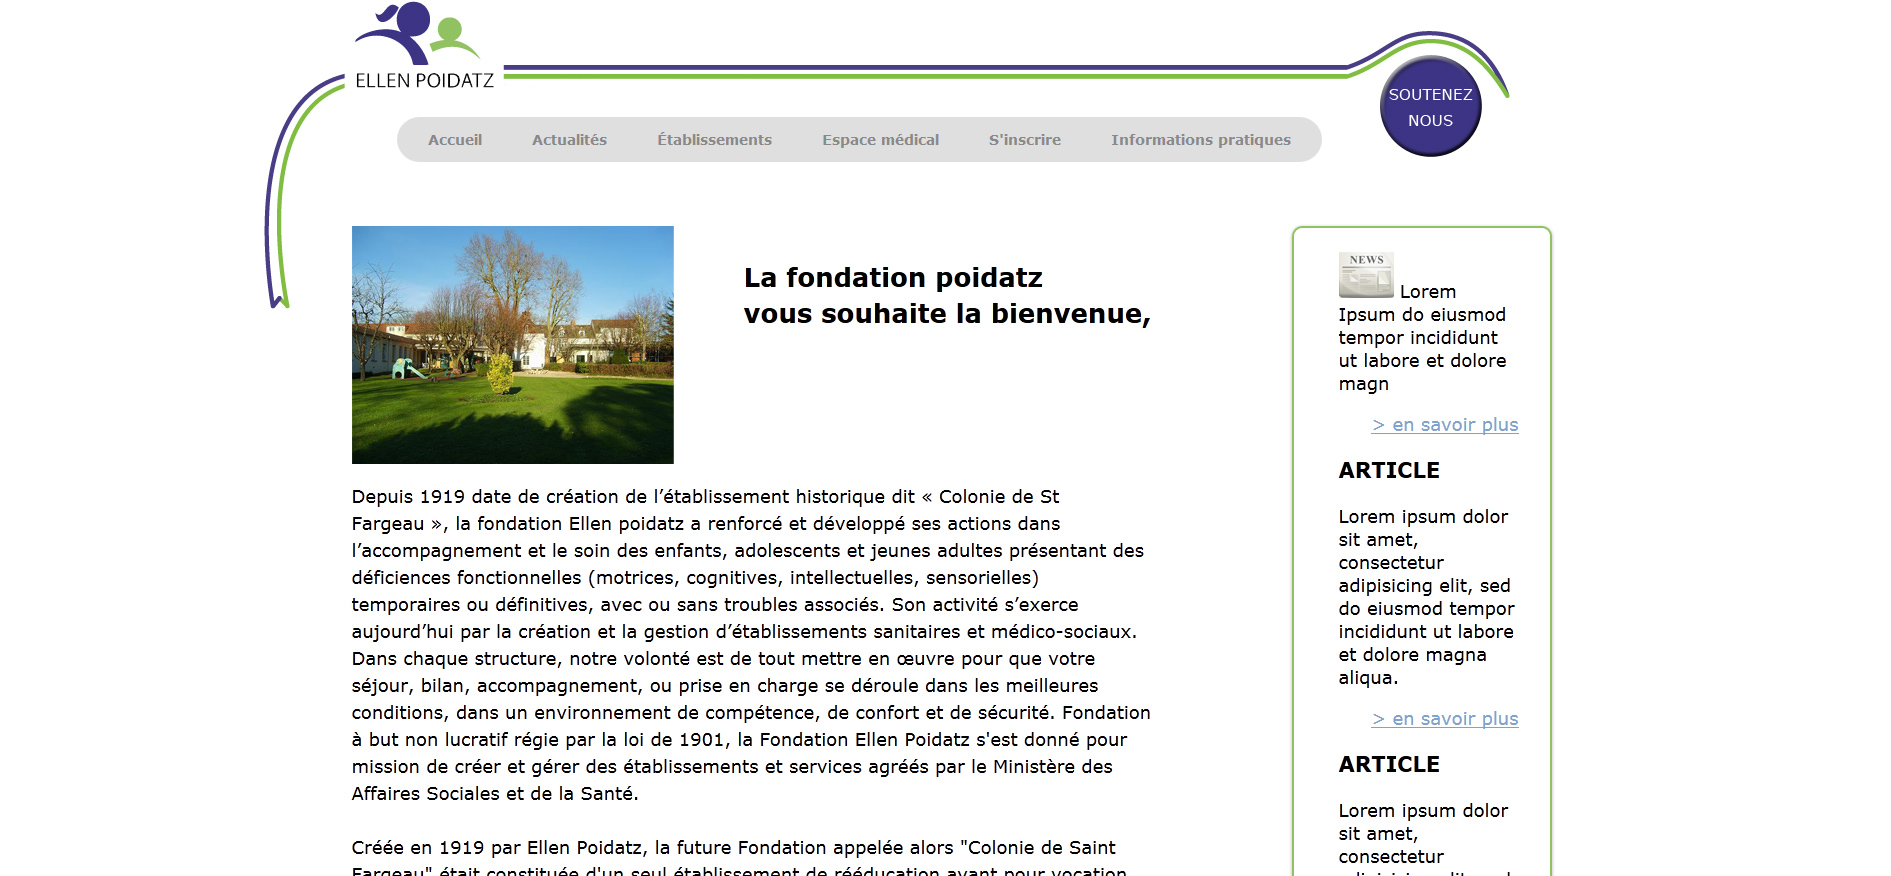 ELLEN POIDATZ
SOUTENEZ
NOUS
Accueil Actualités Établissements Espace médical S'inscrire Informations pratiques
La fondation poidatz
vous souhaite la bienvenue,
Depuis 1919 date de création de l’établissement historique dit « Colonie de St
Fargeau », la fondation Ellen poidatz a renforcé et développé ses actions dans
l’accompagnement et le soin des enfants, adolescents et jeunes adultes présentant des
déficiences fonctionnelles (motrices, cognitives, intellectuelles, sensorielles)
temporaires ou définitives, avec ou sans troubles associés. Son activité s’exerce
aujourd’hui par la création et la gestion d’établissements sanitaires et médico-sociaux.
Dans chaque structure, notre volonté est de tout mettre en œuvre pour que votre
séjour, bilan, accompagnement, ou prise en charge se déroule dans les meilleures
conditions, dans un environnement de compétence, de confort et de sécurité. Fondation
à but non lucratif régie par la loi de 1901, la Fondation Ellen Poidatz s'est donné pour
mission de créer et gérer des établissements et services agréés par le Ministère des
Affaires Sociales et de la Santé.
Créée en 1919 par Ellen Poidatz, la future Fondation appelée alors "Colonie de Saint
Fargeau" était constituée d'un seul établissement de rééducation ayant pour vocation
NEWS
Lorem
Ipsum do eiusmod
tempor incididunt
ut labore et dolore
magn
> en savoir plus
ARTICLE
Lorem ipsum dolor
sit amet,
consectetur
adipisicing elit, sed
do eiusmod tempor
incididunt ut labore
et dolore magna
aliqua.
> en savoir plus
ARTICLE
Lorem ipsum dolor
sit amet,
consectetur